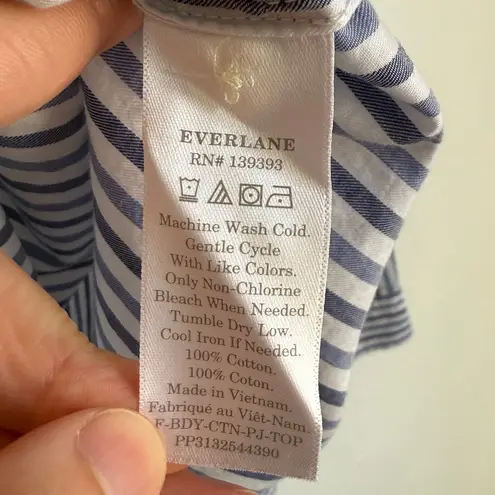 EVERLANE
RN# 139393
Machine Wash Cold.
Gentle Cycle
With Like Colors.
Only Non-Chlorine
Bleach When Needed.
Tumble Dry Low.
Cool Iron If Needed.
100% Cotton.
100% Coton.
Made in Vietnam.
Fabriqué au Viêt-Nam.
F-BDY-CTN-PJ-TOP
PP3132544390